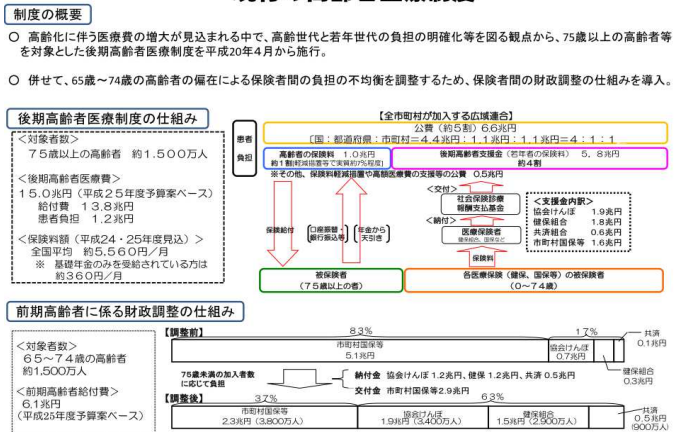 制度の概要
○ 高齢化に伴う医療費の増大が見込まれる中で、高齢世代と若年世代の負担の明確化等を図る観点から、75歳以上の高齢者等
を対象とした後期高齢者医療制度を平成20年4月から施行。
○ 併せて、65歳～74歳の高齢者の偏在による保険者間の負担の不均衡を調整するため、保険者間の財政調整の仕組みを導入。
後期高齢者医療制度の仕組み
＜対象者数＞
75歳以上の高齢者 約1,500万人
＜後期高齢者医療費＞
15.0兆円（平成25年度予算案ベース）
給付費 13.8兆円
患者負担 1.2兆円
＜保険料額（平成24・25年度見込）＞
全国平均 約5,560円／月
※ 基礎年金のみを受給されている方は
約360円／月
【全市町村が加入する広域連合】
患者
負担
公費（約5割）6.6兆円
〔国：都道府県：市町村＝4.4兆円：1.1兆円：1.1兆円＝4：1：1
高齢者の保険料 1.0兆円
約1割[軽減措置等で実質約7％程度]
後期高齢者支援金（若年者の保険料） 5.8兆円
約4割
※その他、保険料軽減措置や高額医療費の支援等の公費 0.5兆円
保険給付
口座振替・
銀行振込等
年金から
天引き
＜交付＞
社会保険診療
報酬支払基金
＜納付＞
医療保険者
健保組合、国保など
保険料
＜支援金内訳＞
協会けんぽ 1.9兆円
健保組合 1.8兆円
共済組合 0.6兆円
市町村国保等 1.6兆円
被保険者
（75歳以上の者）
各医療保険（健保、国保等）の被保険者
（0～74歳）
前期高齢者に係る財政調整の仕組み
＜対象者数＞
65～74歳の高齢者
約1,500万人
＜前期高齢者給付費＞
6.1兆円
（平成25年度予算案ベース）
【調整前】
83％
17％
市町村国保等
5.1兆円
協会けんぽ
0.7兆円
共済
0.1兆円
健保組合
0.3兆円
75歳未満の加入者数
に応じて負担
納付金 協会けんぽ 1.2兆円、健保 1.2兆円、共済 0.5兆円
交付金 市町村国保等2.9兆円
【調整後】
37％
63％
市町村国保等
2.3兆円（3,800万人）
協会けんぽ
1.9兆円（3,400万人）
健保組合
1.5兆円（2,900万人）
共済
0.5兆円
（900万人）